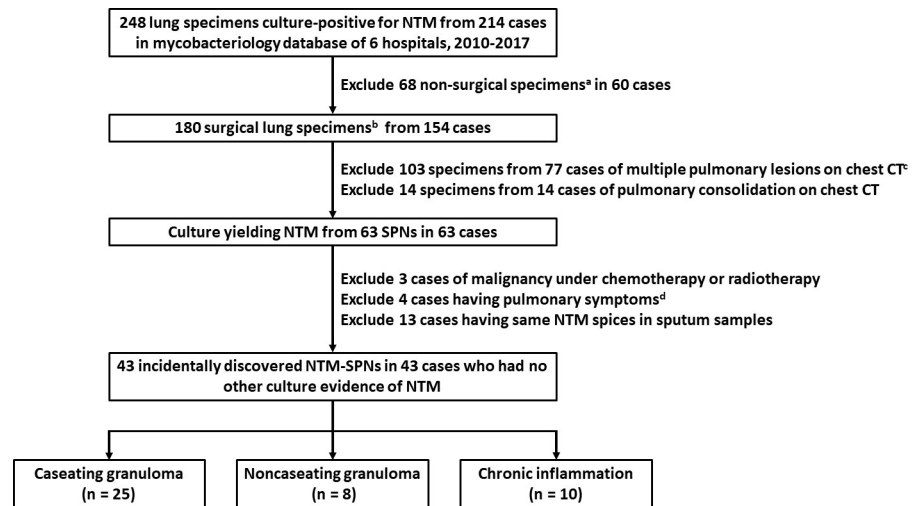 248 lung specimens culture-positive for NTM from 214 cases
in mycobacteriology database of 6 hospitals, 2010-2017
Exclude 68 non-surgical specimensᵃ in 60 cases
180 surgical lung specimensᵇ from 154 cases
Exclude 103 specimens from 77 cases of multiple pulmonary lesions on chest CTᶜ
Exclude 14 specimens from 14 cases of pulmonary consolidation on chest CT
Culture yielding NTM from 63 SPNs in 63 cases
Exclude 3 cases of malignancy under chemotherapy or radiotherapy
Exclude 4 cases having pulmonary symptomsᵈ
Exclude 13 cases having same NTM spices in sputum samples
43 incidentally discovered NTM-SPNs in 43 cases who had no
other culture evidence of NTM
Caseating granuloma
(n = 25)
Noncaseating granuloma
(n = 8)
Chronic inflammation
(n = 10)